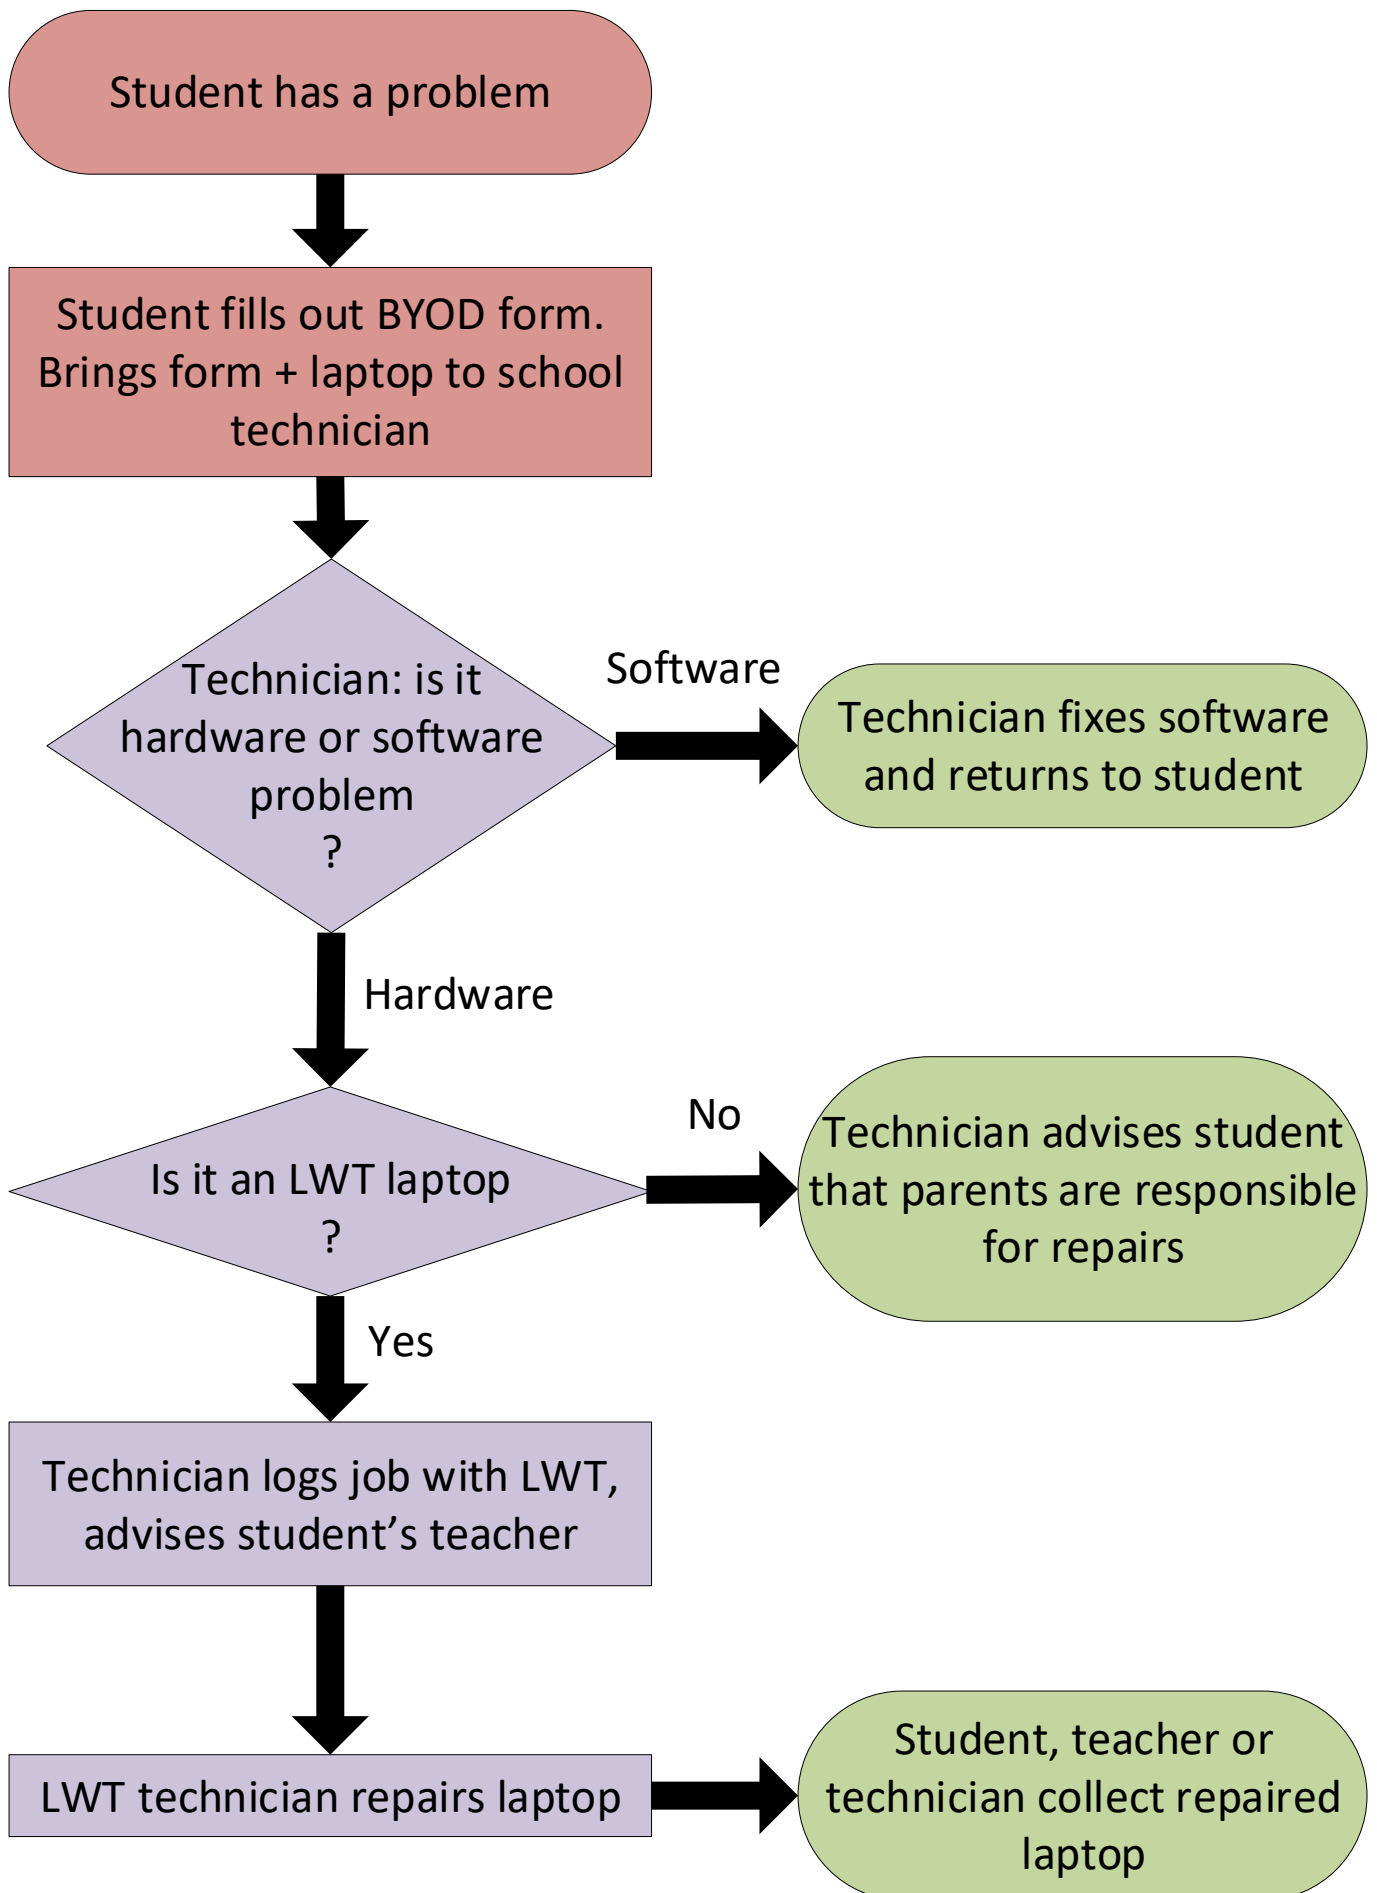 Student has a problem
Student fills out BYOD form.
Brings form + laptop to school
technician
Technician: is it
hardware or software
problem
?
Software
Technician fixes software
and returns to student
Hardware
Is it an LWT laptop
?
No
Technician advises student
that parents are responsible
for repairs
Yes
Technician logs job with LWT,
advises student’s teacher
LWT technician repairs laptop
Student, teacher or
technician collect repaired
laptop